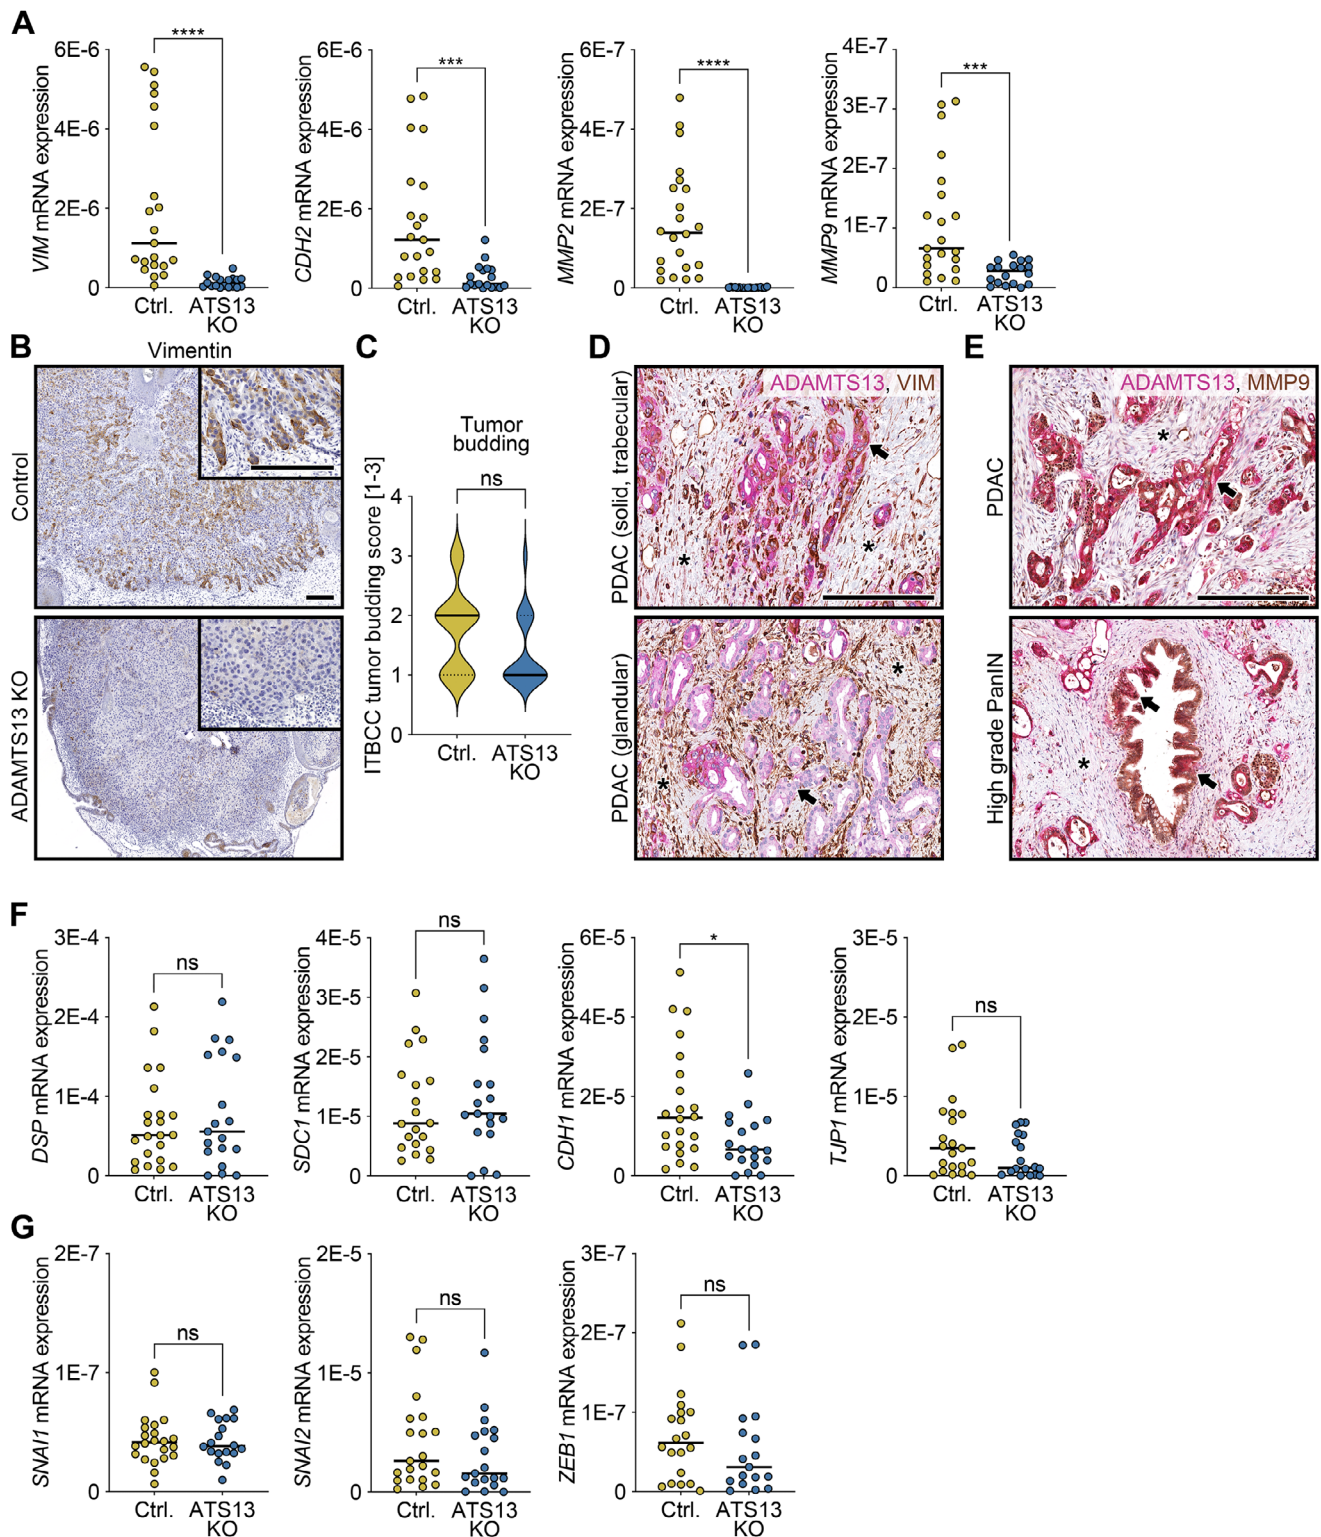 A
VIM mRNA expression
6E-6
4E-6
2E-6
0
****
Ctrl.
ATS13
KO
CDH2 mRNA expression
6E-6
4E-6
2E-6
0
***
Ctrl.
ATS13
KO
MMP2 mRNA expression
6E-7
4E-7
2E-7
0
****
Ctrl.
ATS13
KO
MMP9 mRNA expression
4E-7
3E-7
2E-7
1E-7
0
***
Ctrl.
ATS13
KO
B
Vimentin
Control
ADAMTS13 KO
C
Tumor
budding
ITBCC tumor budding score [1-3]
4
3
2
1
0
ns
Ctrl.
ATS13
KO
D
PDAC (solid, trabecular)
ADAMTS13, VIM
*
*
PDAC (glandular)
*
*
E
PDAC
ADAMTS13, MMP9
*
High grade PanIN
*
F
DSP mRNA expression
3E-4
2E-4
1E-4
0
ns
Ctrl.
ATS13
KO
SDC1 mRNA expression
4E-5
3E-5
2E-5
1E-5
0
ns
Ctrl.
ATS13
KO
CDH1 mRNA expression
6E-5
4E-5
2E-5
0
*
Ctrl.
ATS13
KO
TJP1 mRNA expression
3E-5
2E-5
1E-5
0
ns
Ctrl.
ATS13
KO
G
SNAI1 mRNA expression
2E-7
1E-7
0
ns
Ctrl.
ATS13
KO
SNAI2 mRNA expression
2E-5
1E-5
0
ns
Ctrl.
ATS13
KO
ZEB1 mRNA expression
3E-7
2E-7
1E-7
0
ns
Ctrl.
ATS13
KO